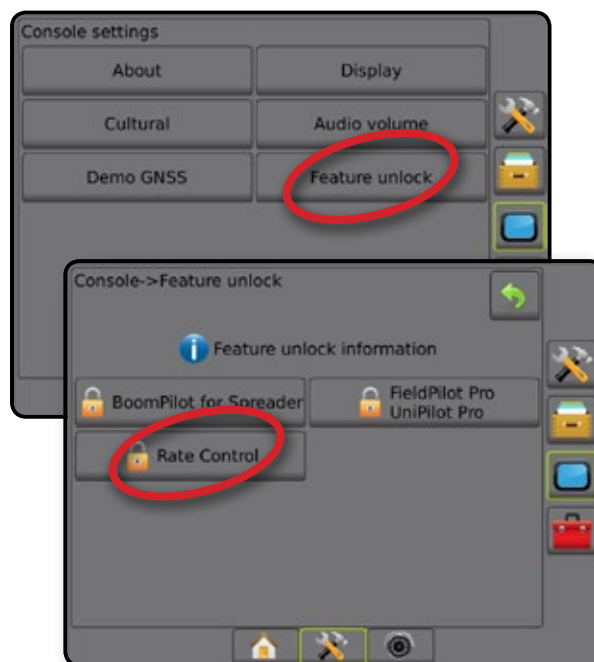 Console settings
About
Display
Cultural
Audio volume
Demo GNSS
Feature unlock
Console->Feature unlock
Feature unlock information
BoomPilot for Spreader
FieldPilot Pro
UniPilot Pro
Rate Control